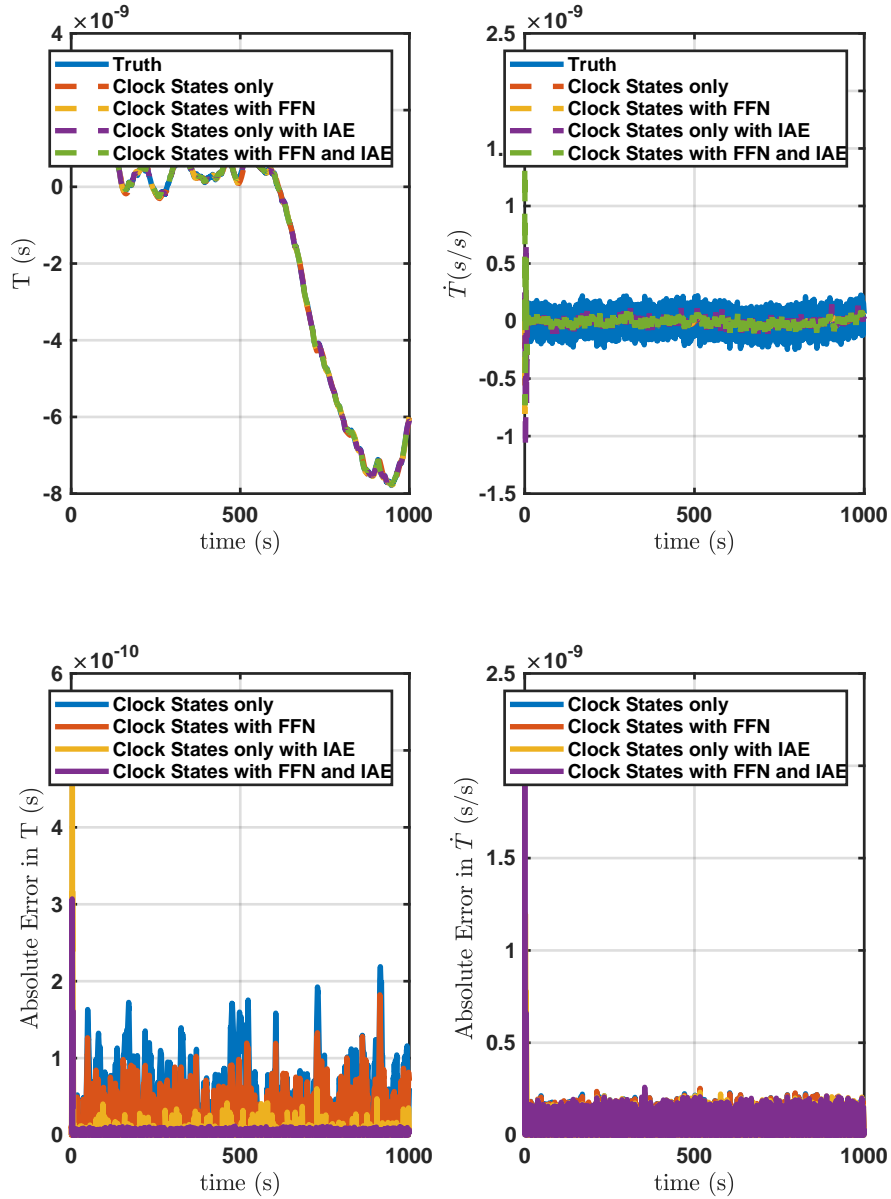 ×10^-9
4
Truth
Clock States only
Clock States with FFN
Clock States only with IAE
Clock States with FFN and IAE
0
-2
-4
-6
-8
T (s)
0
500
1000
time (s)
×10^-9
2.5
Truth
Clock States only
Clock States with FFN
Clock States only with IAE
Clock States with FFN and IAE
1
0.5
0
-0.5
-1
-1.5
Ṫ(s/s)
0
500
1000
time (s)
×10^-10
6
Clock States only
Clock States with FFN
Clock States only with IAE
Clock States with FFN and IAE
4
3
2
1
0
Absolute Error in T (s)
0
500
1000
time (s)
×10^-9
2.5
Clock States only
Clock States with FFN
Clock States only with IAE
Clock States with FFN and IAE
1
0.5
0
Absolute Error in Ṫ (s/s)
0
500
1000
time (s)